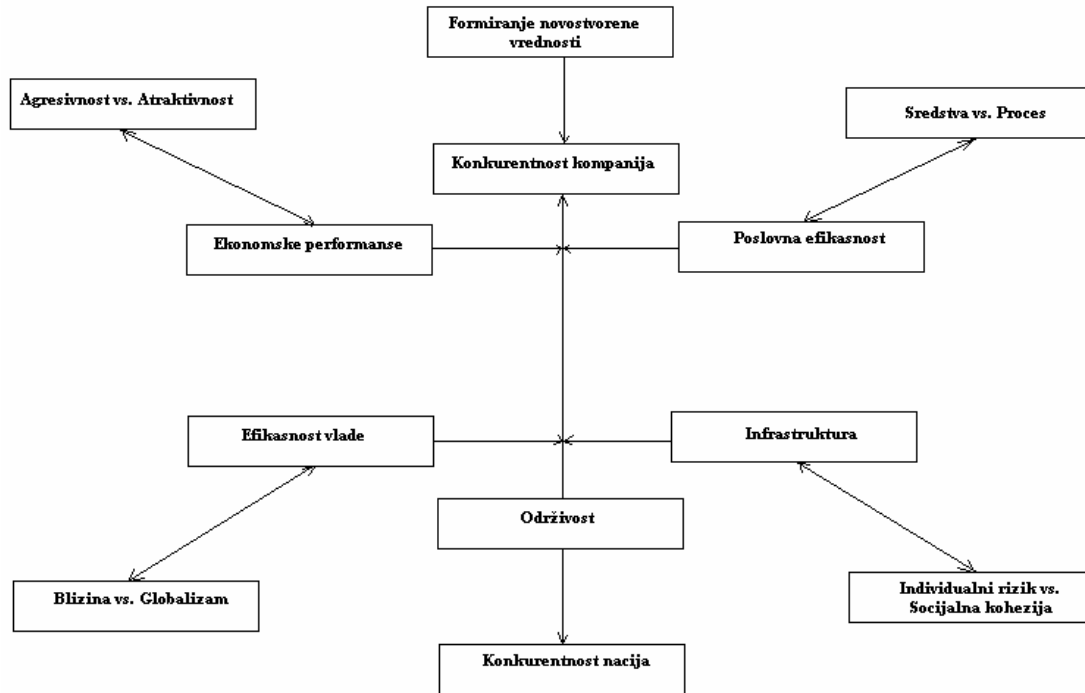 Formiranje novostvorene
vrednosti
Agresivnost vs. Atraktivnost
Sredstva vs. Proces
Konkurentnost kompanija
Ekonomske performanse
Poslovna efikasnost
Efikasnost vlade
Infrastruktura
Održivost
Blizina vs. Globalizam
Individualni rizik vs.
Socijalna kohezija
Konkurentnost nacija